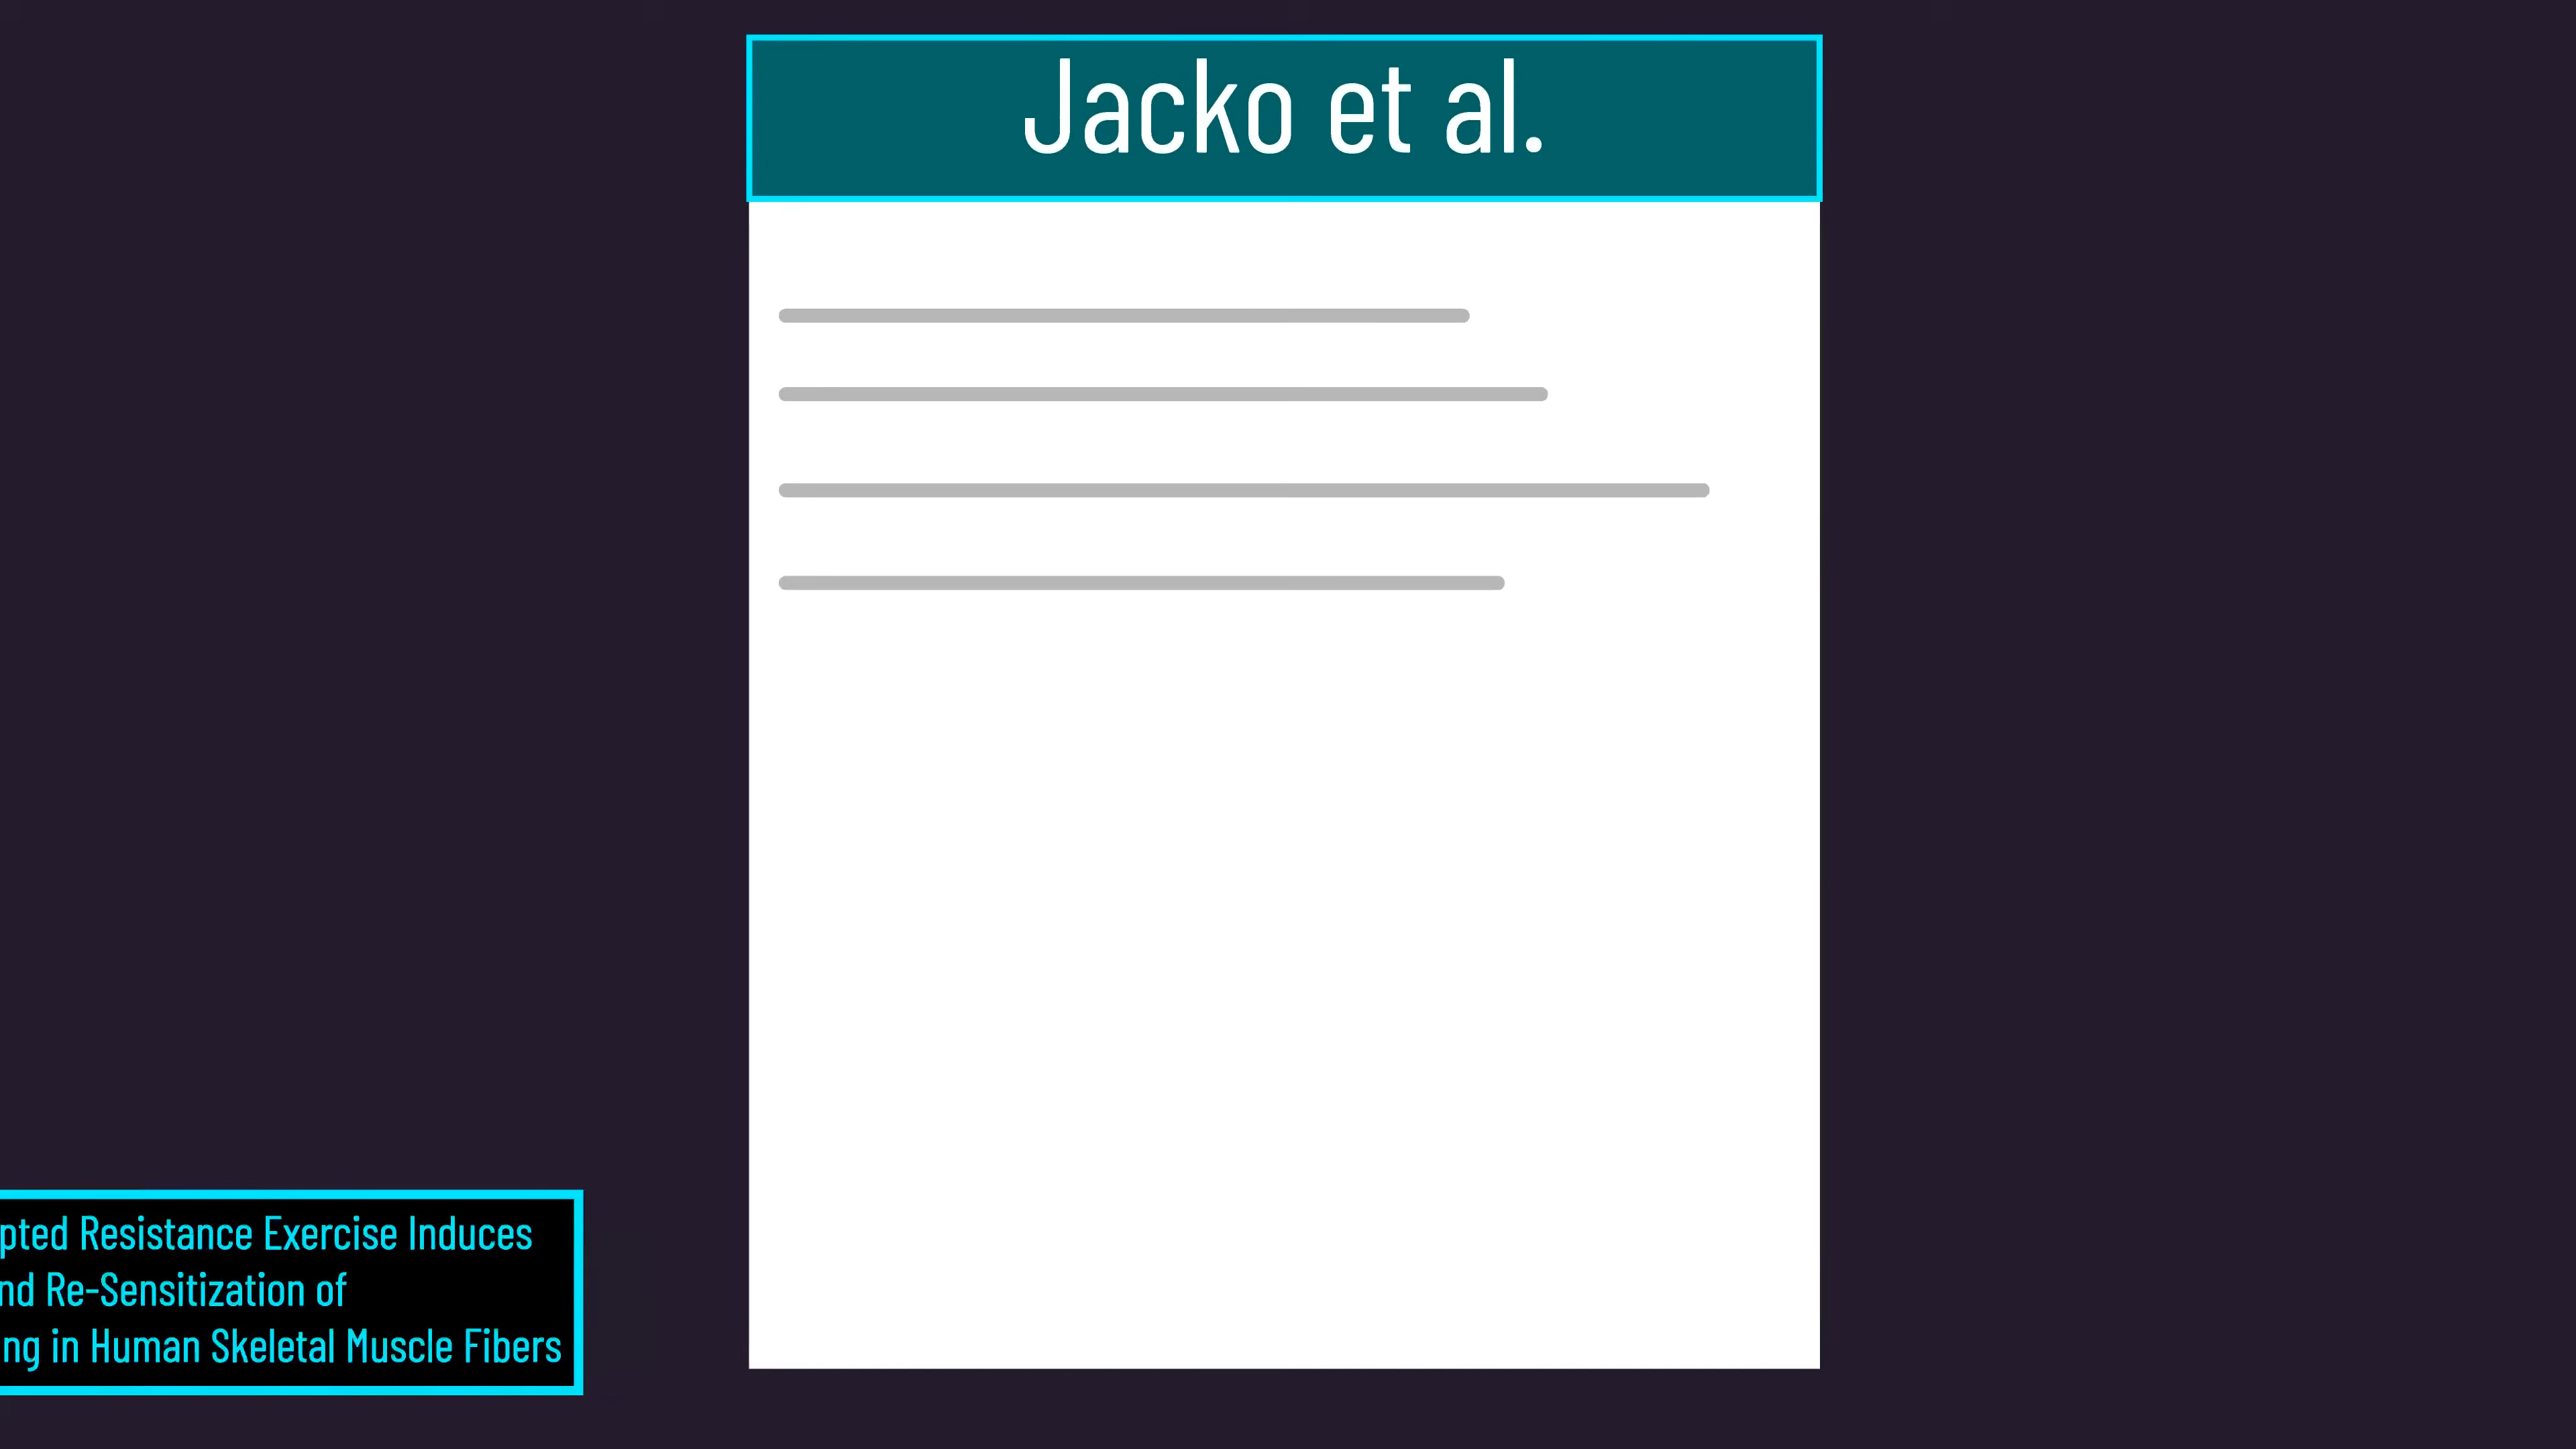 Jacko et al.
pted Resistance Exercise Induces
nd Re-Sensitization of
ng in Human Skeletal Muscle Fibers